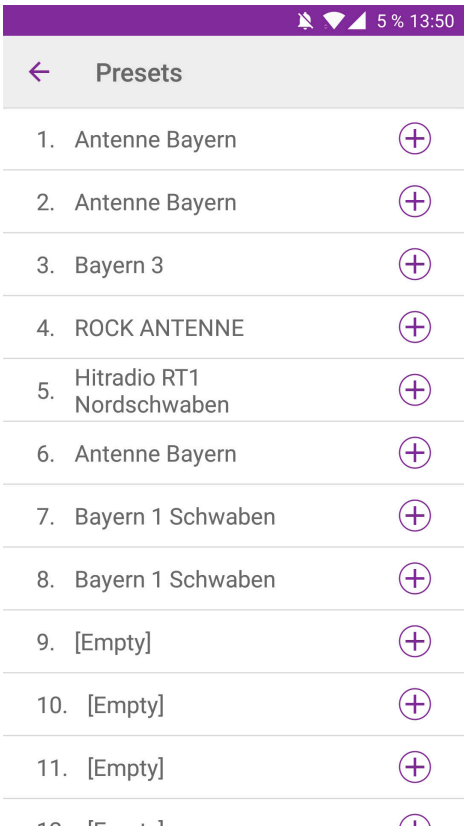 5 % 13:50
Presets
1. Antenne Bayern
2. Antenne Bayern
3. Bayern 3
4. ROCK ANTENNE
5. Hitradio RT1
Nordschwaben
6. Antenne Bayern
7. Bayern 1 Schwaben
8. Bayern 1 Schwaben
9. [Empty]
10. [Empty]
11. [Empty]